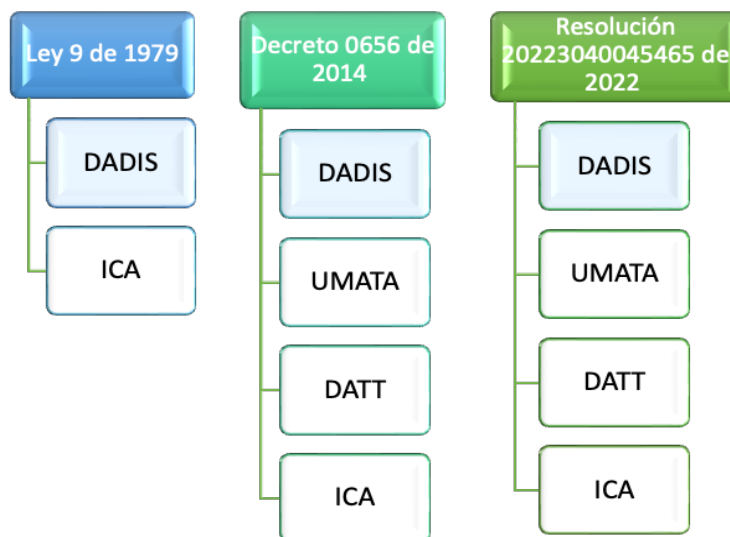 Ley 9 de 1979
DADIS
ICA
Decreto 0656 de
2014
DADIS
UMATA
DATT
ICA
Resolución
20223040045465 de
2022
DADIS
UMATA
DATT
ICA